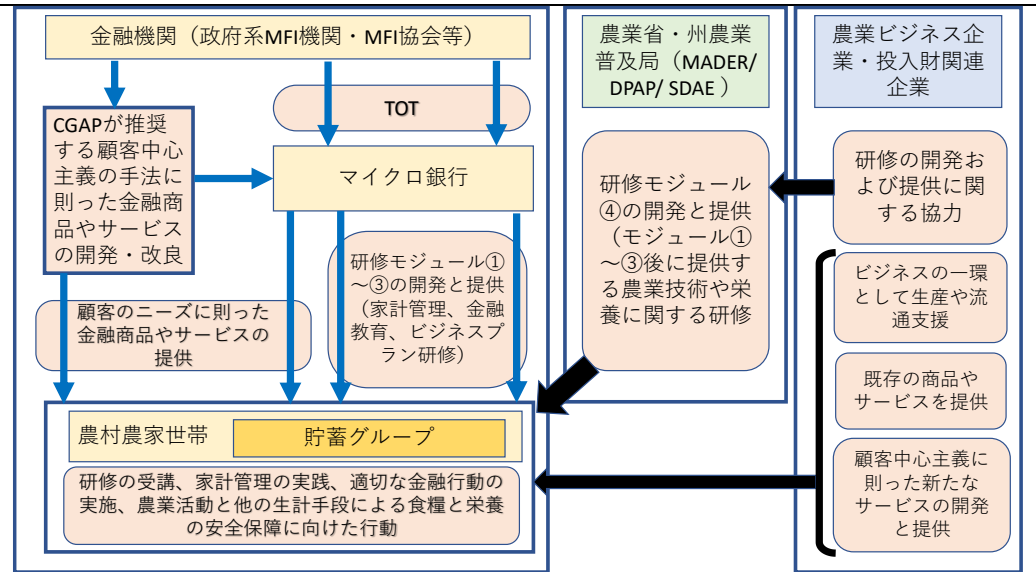 金融機関（政府系MFI機関・MFI協会等）
TOT
CGAPが推奨
する顧客中心
主義の手法に
則った金融商
品やサービス
の開発・改良
マイクロ銀行
研修モジュール①
～③の開発と提供
（家計管理、金融
教育、ビジネスプ
ラン研修）
顧客のニーズに則った
金融商品やサービスの
提供
農村農家世帯
貯蓄グループ
研修の受講、家計管理の実践、適切な金融行動の
実施、農業活動と他の生計手段による食糧と栄養
の安全保障に向けた行動
農業省・州農業
普及局（MADER/
DPAP/ SDAE ）
研修モジュール
④の開発と提供
（モジュール①
～③後に提供す
る農業技術や栄
養に関する研修
農業ビジネス企
業・投入財関連
企業
研修の開発お
よび提供に関
する協力
ビジネスの一環
として生産や流
通支援
既存の商品や
サービスを提供
顧客中心主義に
則った新たな
サービスの開発
と提供